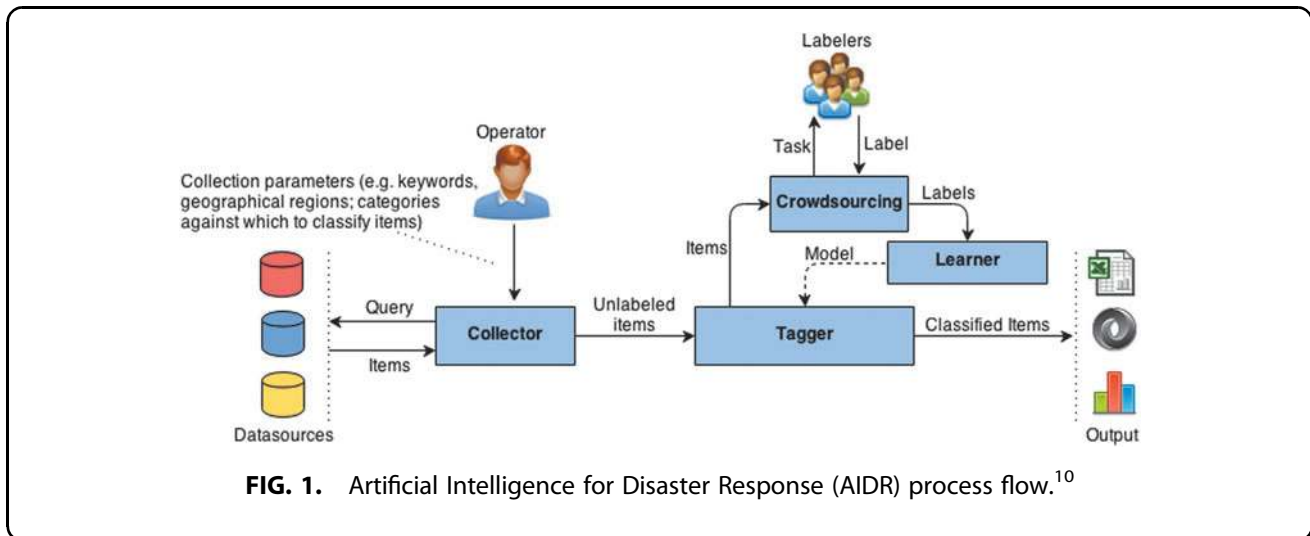 Labelers
Operator
Task
Label
Collection parameters (e.g. keywords,
geographical regions; categories
against which to classify items)
Crowdsourcing
Labels
Items
Model
Learner
Query
Collector
Unlabeled
items
Tagger
Classified Items
Items
Datasources
Output
FIG. 1. Artificial Intelligence for Disaster Response (AIDR) process flow.10